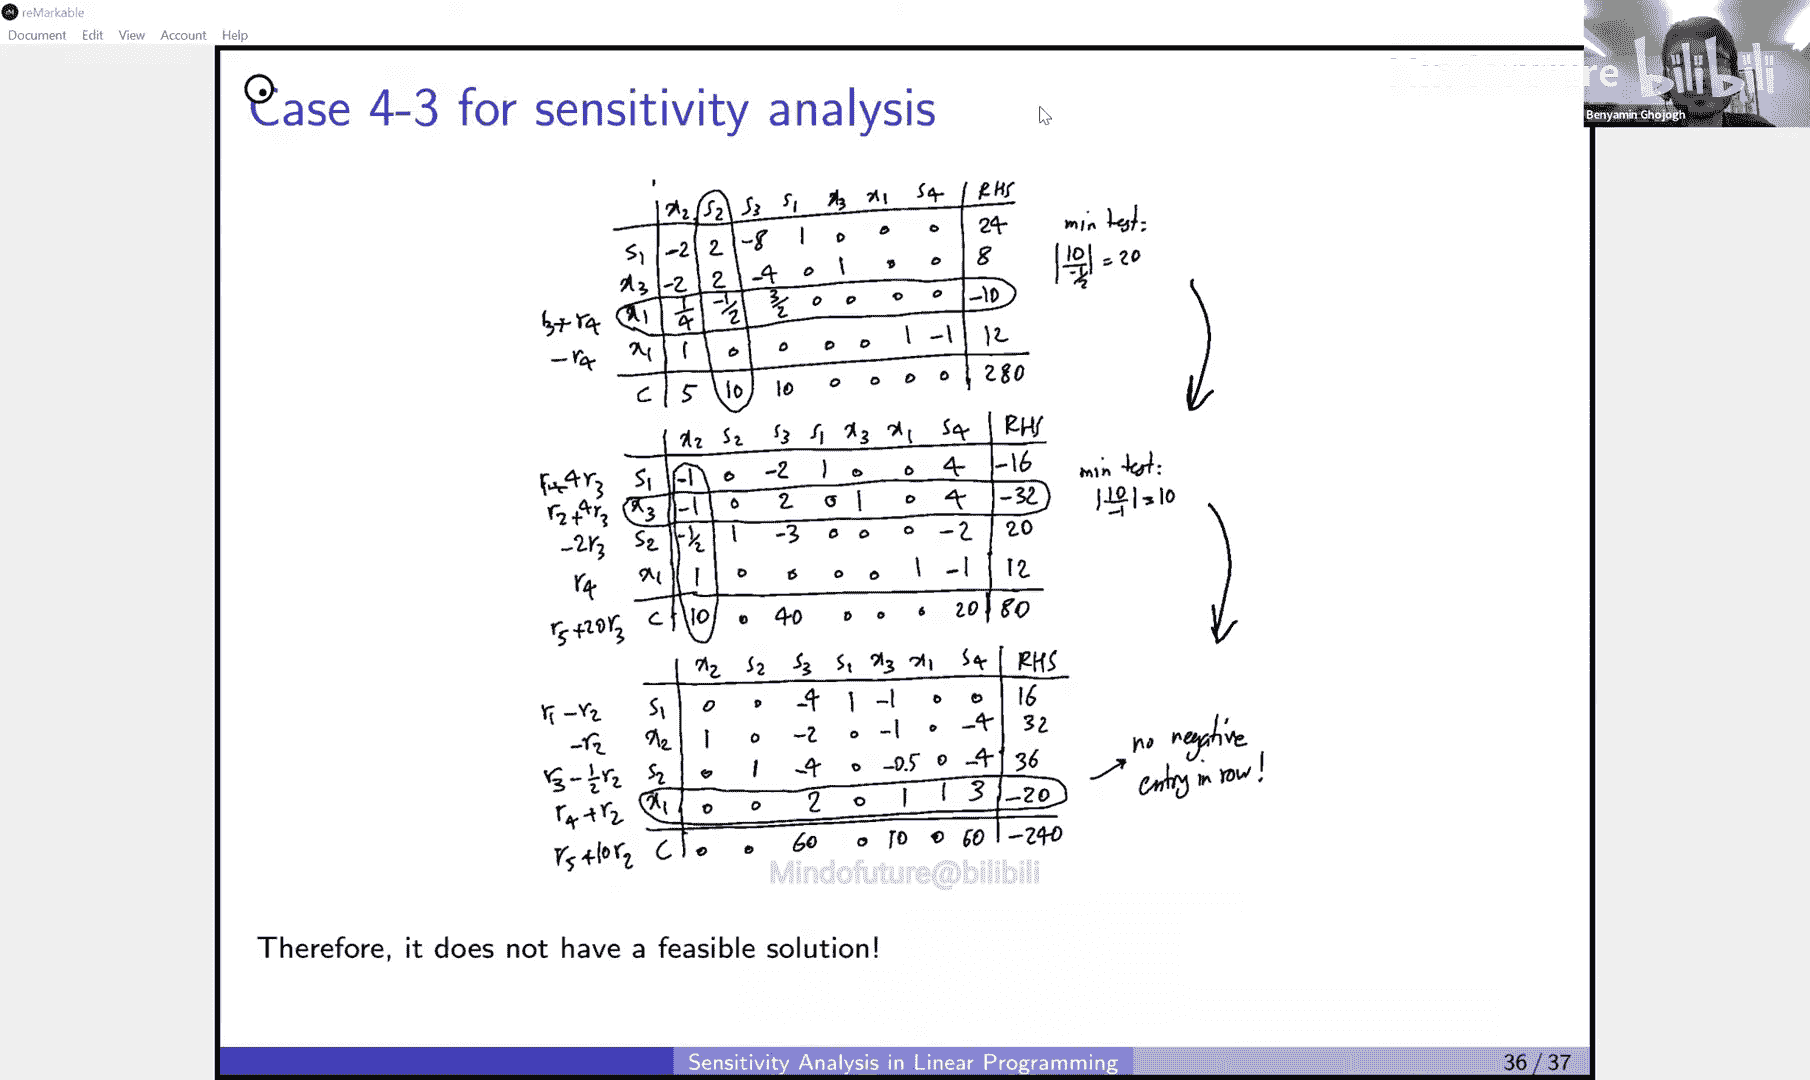 reMarkable
Document Edit View Account Help
bilibili
Benyamin Ghojogh
Case 4-3 for sensitivity analysis
x2 s2 s3 s1 x3 x1 s4 RHS
s1 -2 2 -8 1 0 0 0 24
x3 -2 2 -4 0 1 0 0 8
r3+r4 x1 1/4 -1/2 3/2 0 0 0 0 -10
-r4 x1 1 0 0 0 0 1 -1 12
C 5 10 10 0 0 0 0 280
min test:
|10/-1/2| = 20
x2 s2 s3 s1 x3 x1 s4 RHS
r1+4r3 s1 -1 0 -2 1 0 0 4 -16
r2+4r3 x3 -1 0 2 0 1 0 4 -32
-2r3 s2 -1/2 1 -3 0 0 0 -2 20
r4 x1 1 0 0 0 0 1 -1 12
r5+20r3 C 10 0 40 0 0 0 20 80
min test:
|10/-1| = 10
x2 s2 s3 s1 x3 x1 s4 RHS
r1-r2 s1 0 0 -4 1 -1 0 0 16
-r2 x2 1 0 -2 0 -1 0 -4 32
r3-1/2r2 s2 0 1 -4 0 -0.5 0 -4 36
r4+r2 x1 0 0 2 0 1 1 3 -20
r5+10r2 C 0 0 60 0 10 0 60 -240
no negative
entry in row!
Mindofuture@bilibili
Therefore, it does not have a feasible solution!
Sensitivity Analysis in Linear Programming
36 / 37